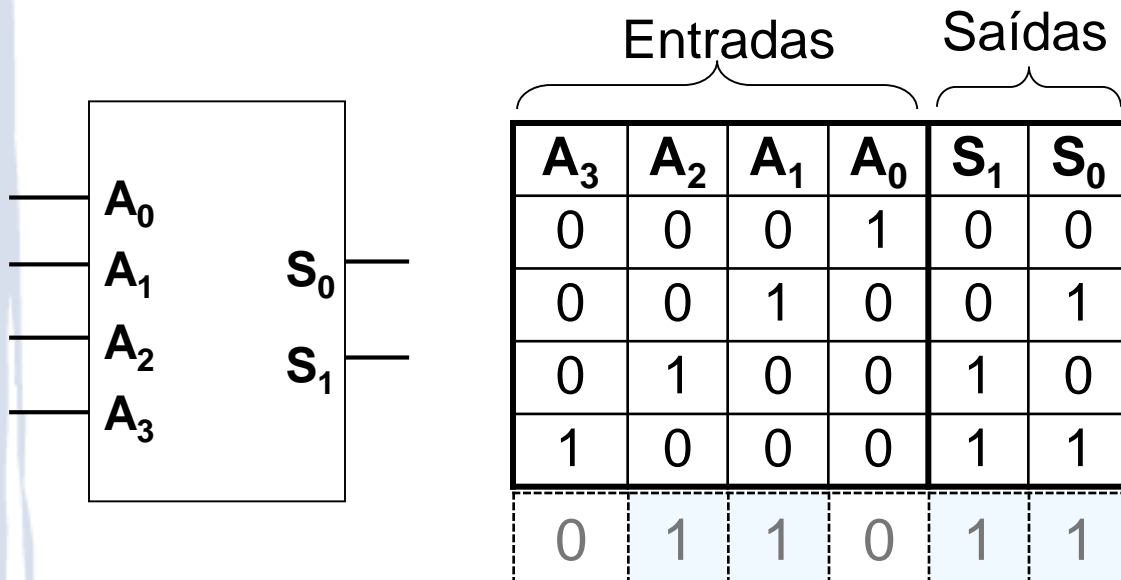 Entradas Saídas
A₀
A₁
A₂
A₃
S₀
S₁
A₃ A₂ A₁ A₀ S₁ S₀
0 0 0 1 0 0
0 0 1 0 0 1
0 1 0 0 1 0
1 0 0 0 1 1
0 1 1 0 1 1